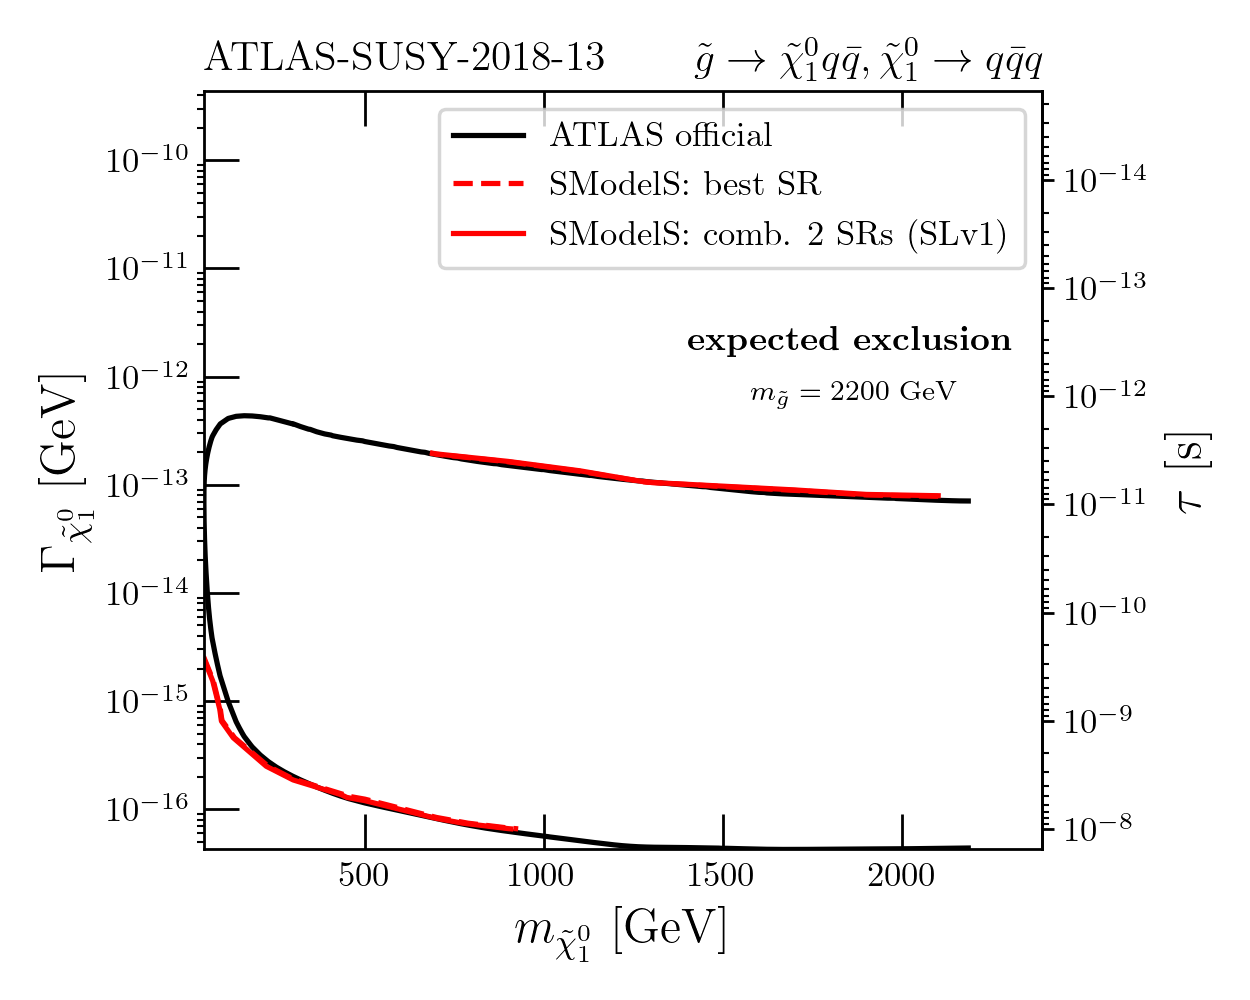 ATLAS-SUSY-2018-13
g̃ → χ̃₁⁰qq̄, χ̃₁⁰ → qq̄q
ATLAS official
SModelS: best SR
SModelS: comb. 2 SRs (SLv1)
expected exclusion
m_g̃ = 2200 GeV
Γ_χ̃₁⁰ [GeV]
10⁻¹⁰
10⁻¹¹
10⁻¹²
10⁻¹³
10⁻¹⁴
10⁻¹⁵
10⁻¹⁶
10⁻¹⁴
10⁻¹³
10⁻¹²
10⁻¹¹
10⁻¹⁰
10⁻⁹
10⁻⁸
τ [s]
500 1000 1500 2000
m_χ̃₁⁰ [GeV]